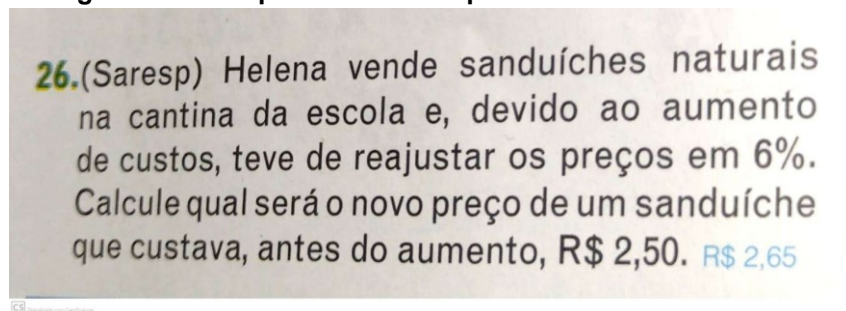 26.(Saresp) Helena vende sanduíches naturais
na cantina da escola e, devido ao aumento
de custos, teve de reajustar os preços em 6%.
Calcule qual será o novo preço de um sanduíche
que custava, antes do aumento, R$ 2,50. R$ 2,65
CS